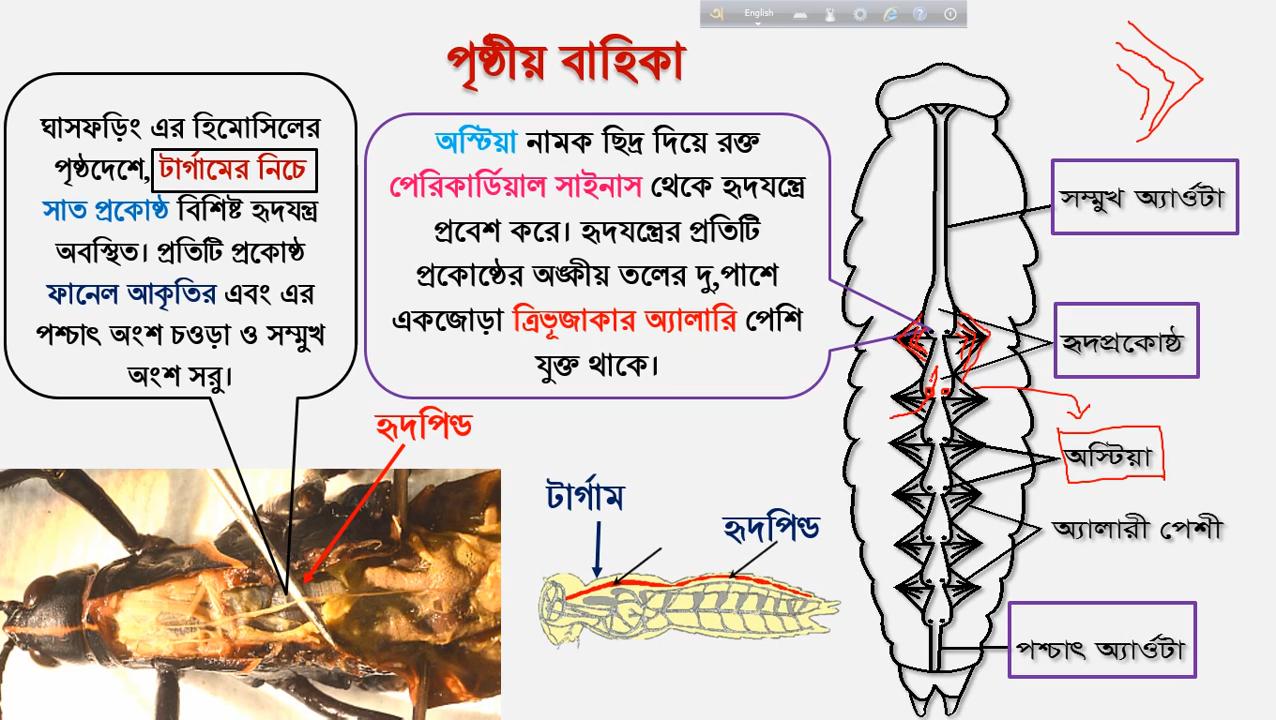 English
পৃষ্ঠীয় বাহিকা
ঘাসফড়িং এর হিমোসিলের
পৃষ্ঠদেশে, টার্গামের নিচে
সাত প্রকোষ্ঠ বিশিষ্ট হৃদযন্ত্র
অবস্থিত। প্রতিটি প্রকোষ্ঠ
ফানেল আকৃতির এবং এর
পশ্চাৎ অংশ চওড়া ও সম্মুখ
অংশ সরু।
অস্টিয়া নামক ছিদ্র দিয়ে রক্ত
পেরিকার্ডিয়াল সাইনাস থেকে হৃদযন্ত্রে
প্রবেশ করে। হৃদযন্ত্রের প্রতিটি
প্রকোষ্ঠের অঙ্কীয় তলের দু,পাশে
একজোড়া ত্রিভূজাকার অ্যালারি পেশি
যুক্ত থাকে।
হৃদপিন্ড
টার্গাম
হৃদপিন্ড
সম্মুখ অ্যাওর্টা
হৃদপ্রকোষ্ঠ
অস্টিয়া
অ্যালারী পেশী
পশ্চাৎ অ্যাওর্টা